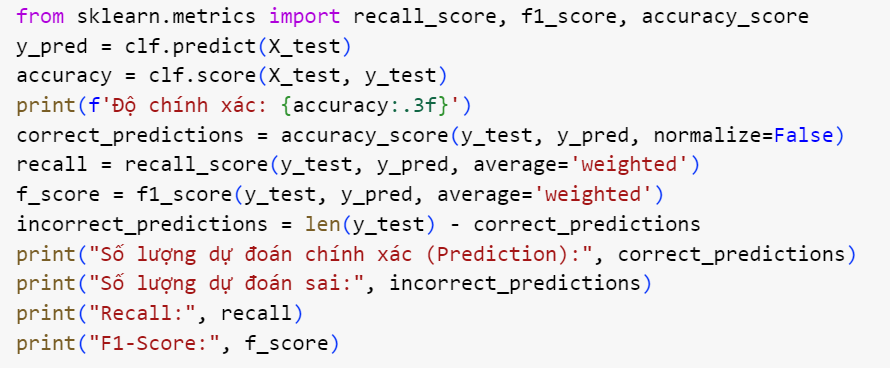 from sklearn.metrics import recall_score, f1_score, accuracy_score
y_pred = clf.predict(X_test)
accuracy = clf.score(X_test, y_test)
print(f'Độ chính xác: {accuracy:.3f}')
correct_predictions = accuracy_score(y_test, y_pred, normalize=False)
recall = recall_score(y_test, y_pred, average='weighted')
f_score = f1_score(y_test, y_pred, average='weighted')
incorrect_predictions = len(y_test) - correct_predictions
print("Số lượng dự đoán chính xác (Prediction):", correct_predictions)
print("Số lượng dự đoán sai:", incorrect_predictions)
print("Recall:", recall)
print("F1-Score:", f_score)